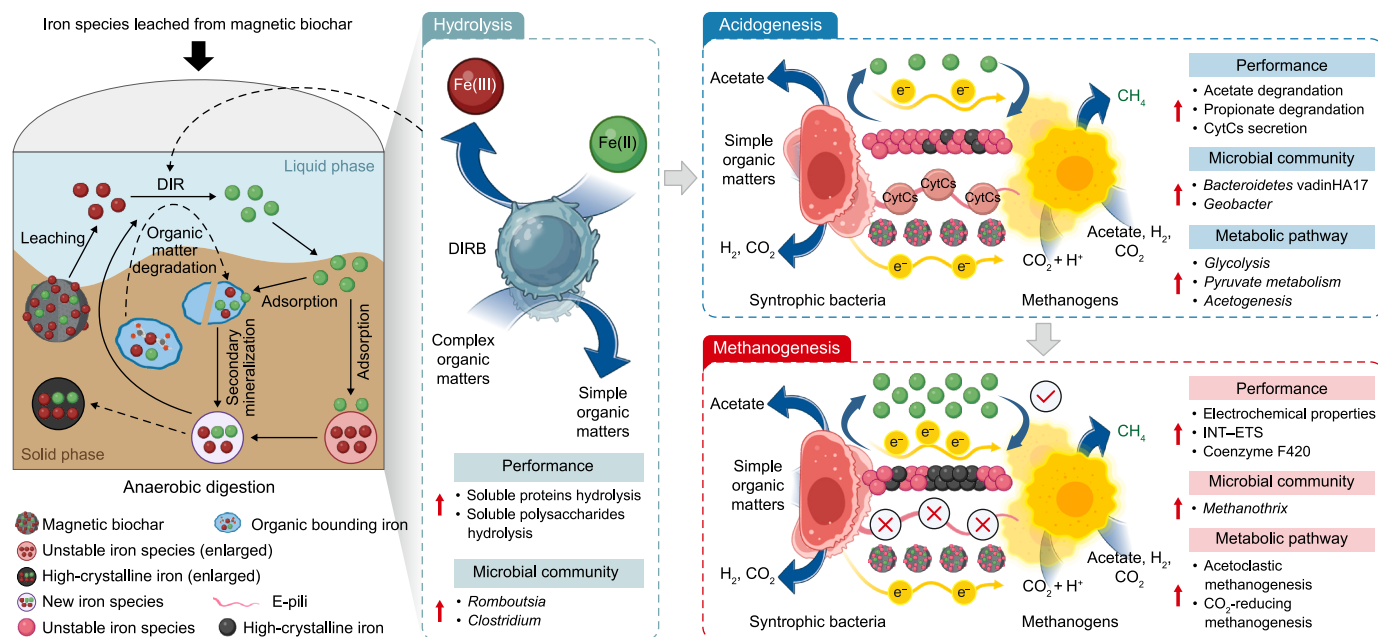 Iron species leached from magnetic biochar
Liquid phase
DIR
Leaching
Organic
matter
degradation
Adsorption
Adsorption
Secondary
mineralization
Solid phase
Anaerobic digestion
Magnetic biochar
Organic bounding iron
Unstable iron species (enlarged)
High-crystalline iron (enlarged)
New iron species
E-pili
Unstable iron species
High-crystalline iron
Hydrolysis
Fe(III)
Fe(II)
DIRB
Complex
organic
matters
Simple
organic
matters
Performance
• Soluble proteins hydrolysis
• Soluble polysaccharides
hydrolysis
Microbial community
• Romboutsia
• Clostridium
Acidogenesis
Acetate
e⁻ e⁻
CH₄
Simple
organic
matters
CytCs CytCs CytCs
H₂, CO₂
e⁻ e⁻
CO₂ + H⁺
Acetate, H₂,
CO₂
Syntrophic bacteria
Methanogens
Performance
• Acetate degradation
• Propionate degradation
• CytCs secretion
Microbial community
• Bacteroidetes vadinHA17
• Geobacter
Metabolic pathway
• Glycolysis
• Pyruvate metabolism
• Acetogenesis
Methanogenesis
Acetate
e⁻ e⁻ e⁻
CH₄
Simple
organic
matters
H₂, CO₂
e⁻ e⁻
CO₂ + H⁺
Acetate, H₂,
CO₂
Syntrophic bacteria
Methanogens
Performance
• Electrochemical properties
• INT–ETS
• Coenzyme F420
Microbial community
• Methanothrix
Metabolic pathway
• Acetoclastic
methanogenesis
• CO₂-reducing
methanogenesis